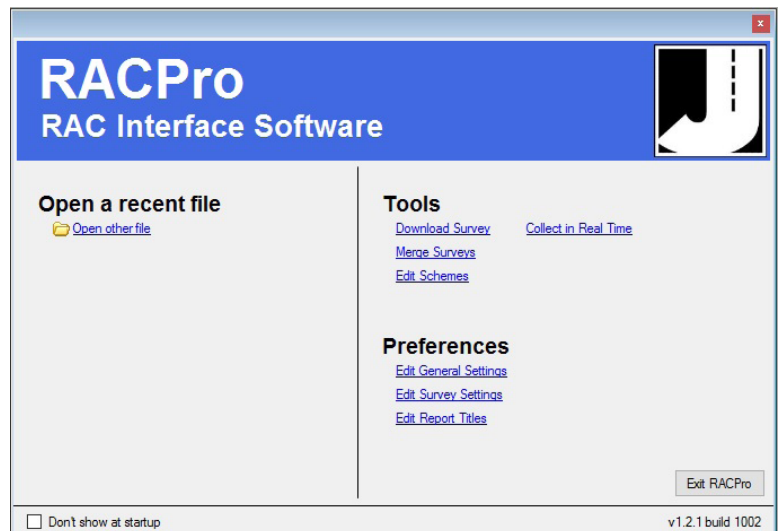 x
RACPro
RAC Interface Software
Open a recent file
Open other file
Tools
Download Survey
Collect in Real Time
Merge Surveys
Edit Schemes
Preferences
Edit General Settings
Edit Survey Settings
Edit Report Titles
Exit RACPro
Don't show at startup
v1.2.1 build 1002